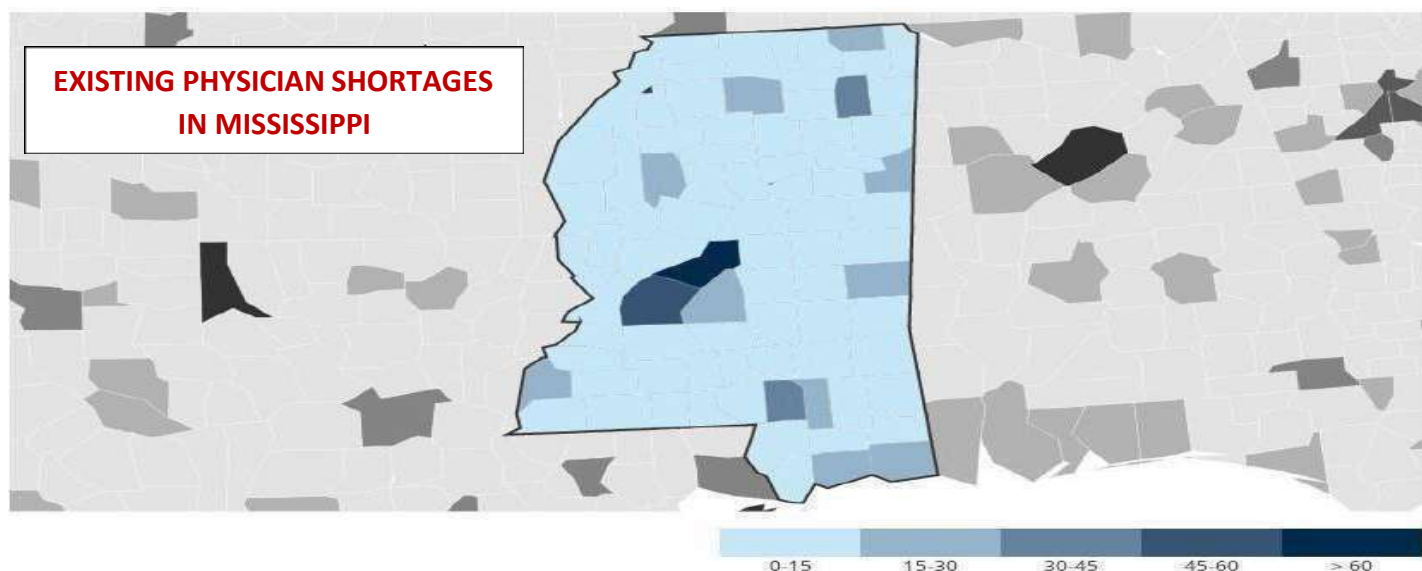 EXISTING PHYSICIAN SHORTAGES
IN MISSISSIPPI
0-15 15-30 30-45 45-60 > 60